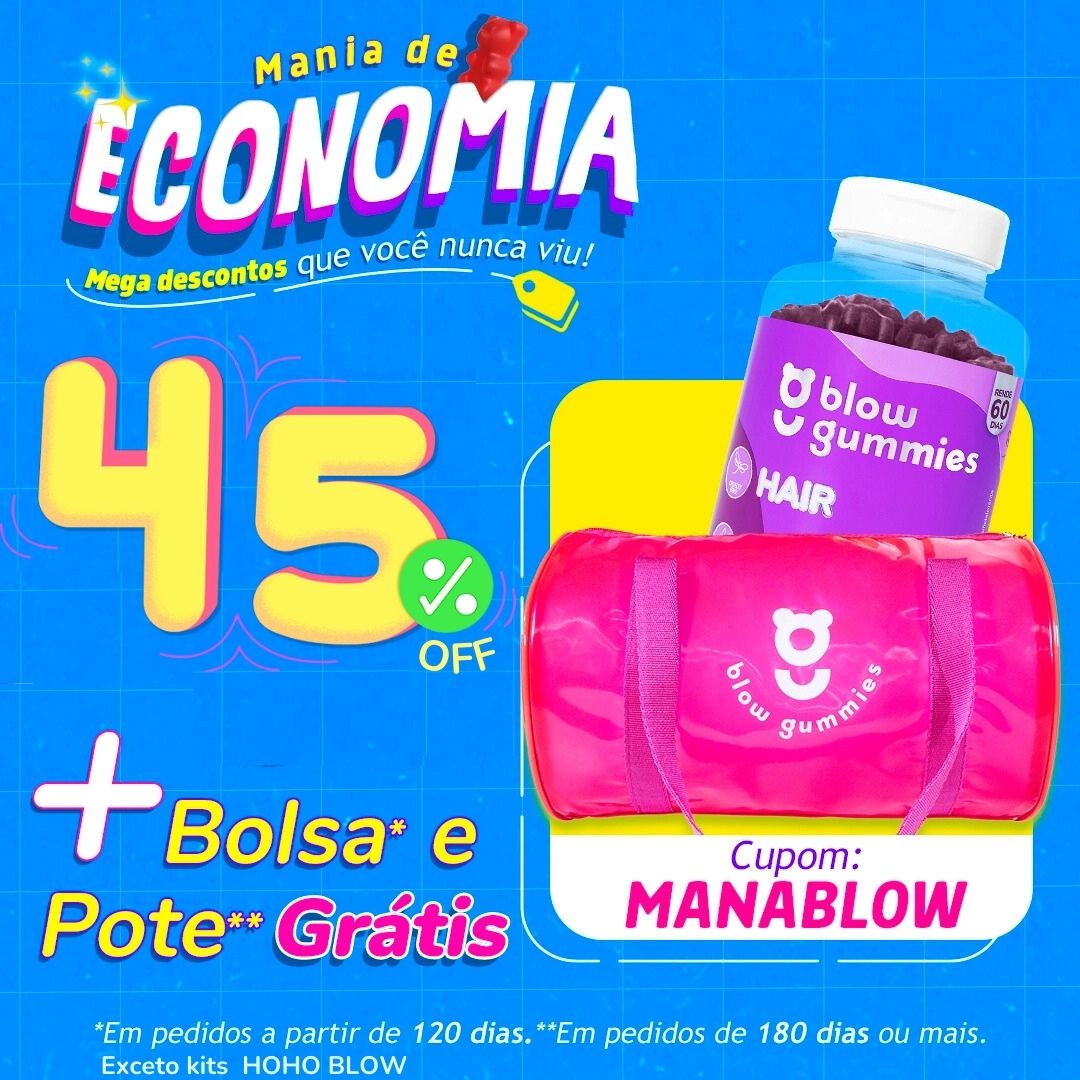 Mania de
ECONOMIA
Mega descontos que você nunca viu!
45
%
OFF
blow
gummies
HAIR
RENDE
60
DIAS
CRUELTY
FREE
blow gummies
+ Bolsa* e
Pote** Grátis
Cupom:
MANABLOW
*Em pedidos a partir de 120 dias.**Em pedidos de 180 dias ou mais.
Exceto kits HOHO BLOW